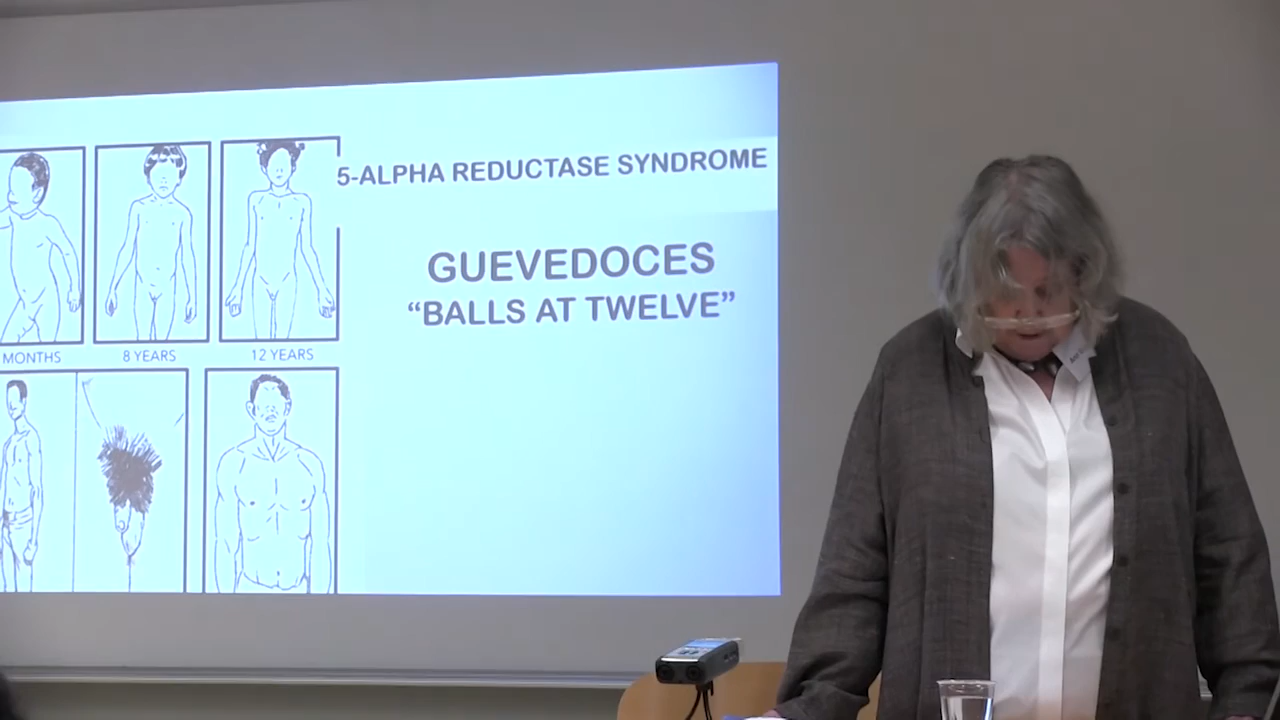 5-ALPHA REDUCTASE SYNDROME
GUEVEDOCES
“BALLS AT TWELVE”
MONTHS
8 YEARS
12 YEARS